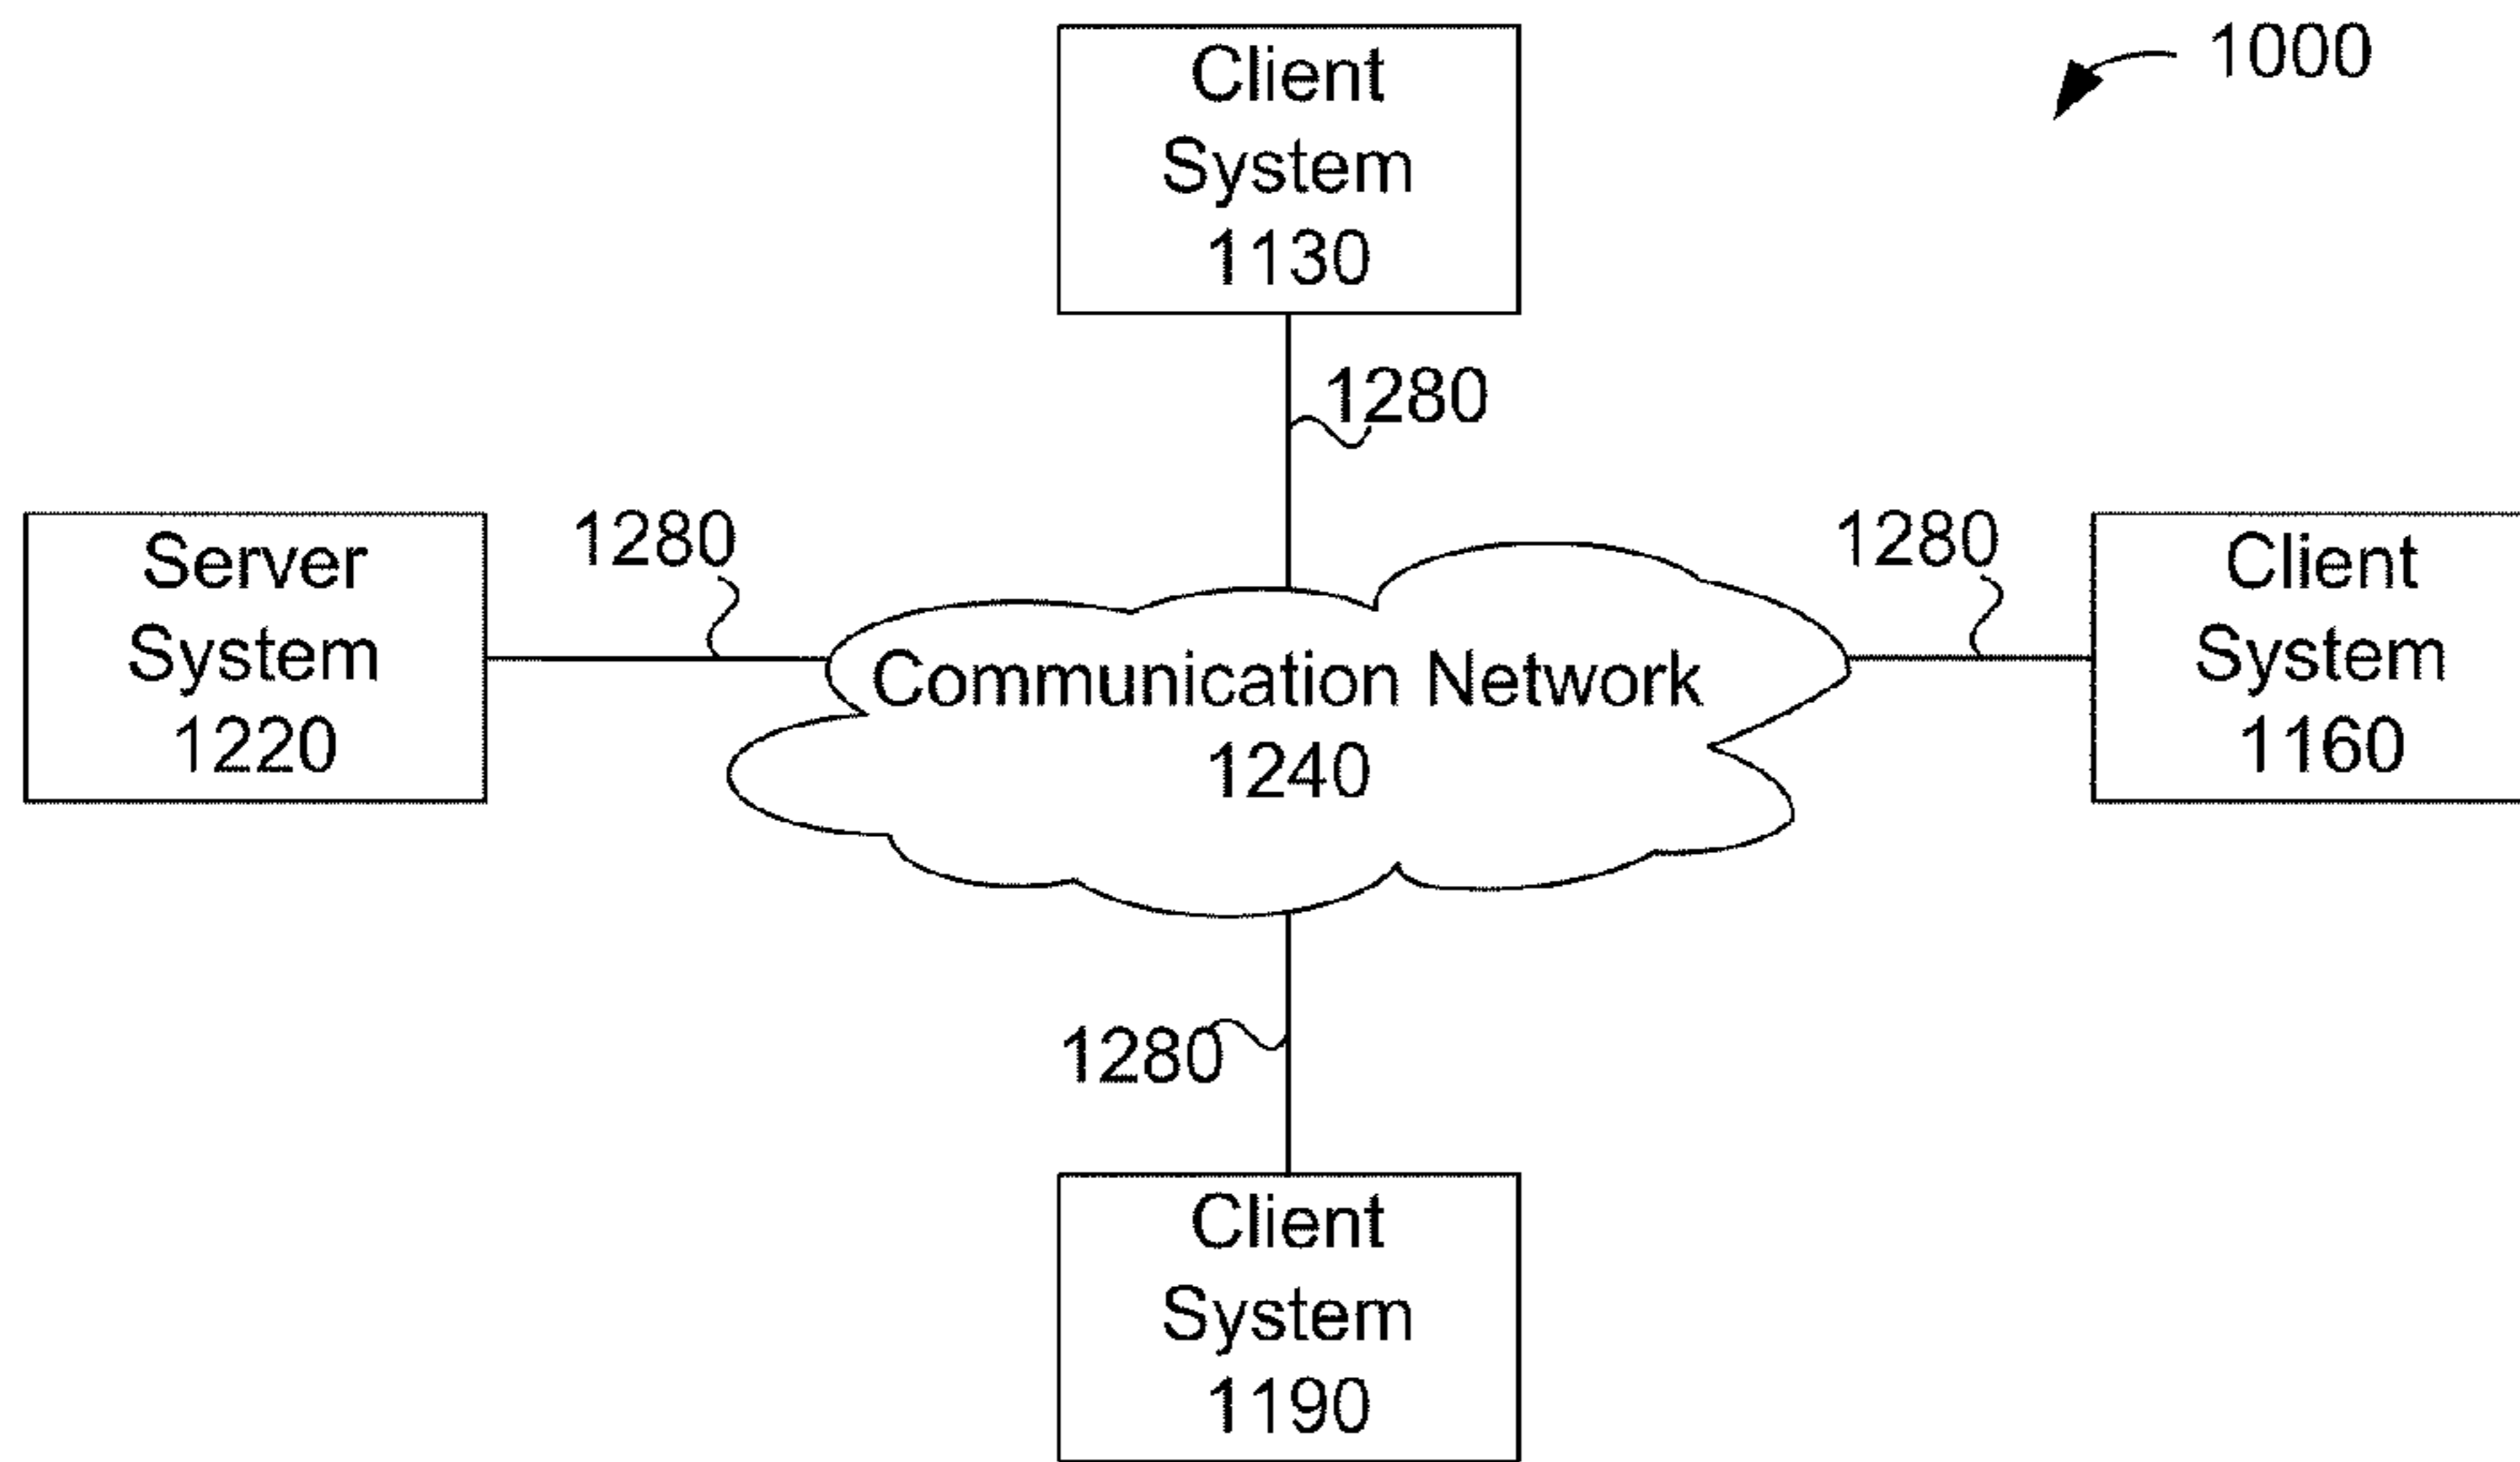 Client
System
1130
1000
1280
Server
System
1220
1280
Communication Network
1240
1280
Client
System
1160
1280
Client
System
1190